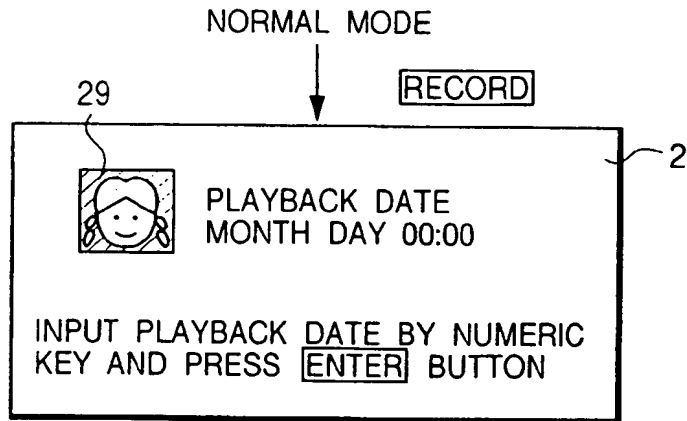 NORMAL MODE
RECORD
29
2
PLAYBACK DATE
MONTH DAY 00:00
INPUT PLAYBACK DATE BY NUMERIC
KEY AND PRESS ENTER BUTTON